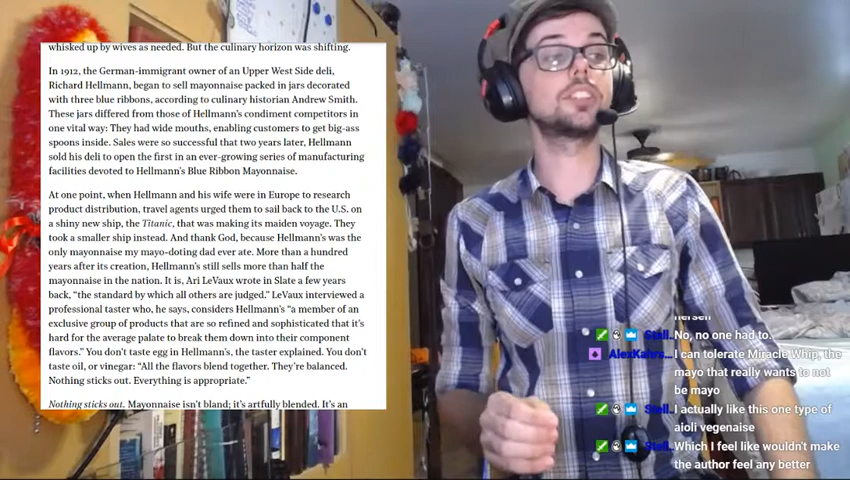 whisked up by wives as needed. But the culinary horizon was shifting.
In 1912, the German-immigrant owner of an Upper West Side deli,
Richard Hellmann, began to sell mayonnaise packed in jars decorated
with three blue ribbons, according to culinary historian Andrew Smith.
These jars differed from those of Hellmann's condiment competitors in
one vital way: They had wide mouths, enabling customers to get big-ass
spoons inside. Sales were so successful that two years later, Hellmann
sold his deli to open the first in an ever-growing series of manufacturing
facilities devoted to Hellmann's Blue Ribbon Mayonnaise.
At one point, when Hellmann and his wife were in Europe to research
product distribution, travel agents urged them to sail back to the U.S. on
a shiny new ship, the Titanic, that was making its maiden voyage. They
took a smaller ship instead. And thank God, because Hellmann's was the
only mayonnaise my mayo-doting dad ever ate. More than a hundred
years after its creation, Hellmann's still sells more than half the
mayonnaise in the nation. It is, Ari LeVaux wrote in Slate a few years
back, "the standard by which all others are judged." LeVaux interviewed a
professional taster who, he says, considers Hellmann's "a member of an
exclusive group of products that are so refined and sophisticated that it's
hard for the average palate to break them down into their component
flavors." You don't taste egg in Hellmann's, the taster explained. You don't
taste oil, or vinegar: "All the flavors blend together. They're balanced.
Nothing sticks out. Everything is appropriate."
Nothing sticks out. Mayonnaise isn't bland; it's artfully blended. It's an
herself
No, no one had to.
I can tolerate Miracle Whip, the
mayo that really wants to not
be mayo
I actually like this one type of
aioli vegenaise
Which I feel like wouldn't make
the author feel any better